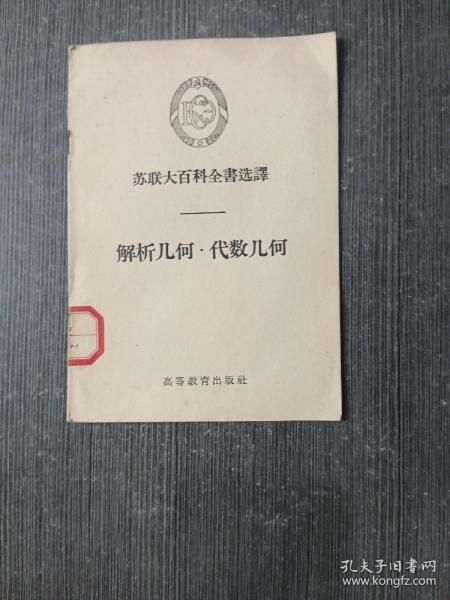 苏联大百科全書选譯
解析几何·代数几何
高等教育出版社
孔夫子旧书网
www.kongfz.com